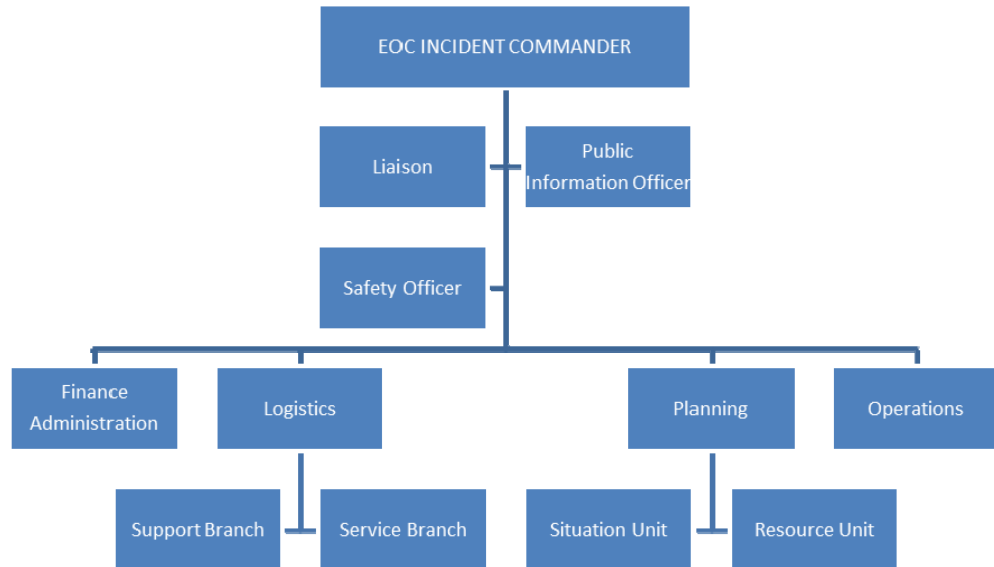 EOC INCIDENT COMMANDER
Liaison
Public
Information Officer
Safety Officer
Finance
Administration
Logistics
Planning
Operations
Support Branch
Service Branch
Situation Unit
Resource Unit